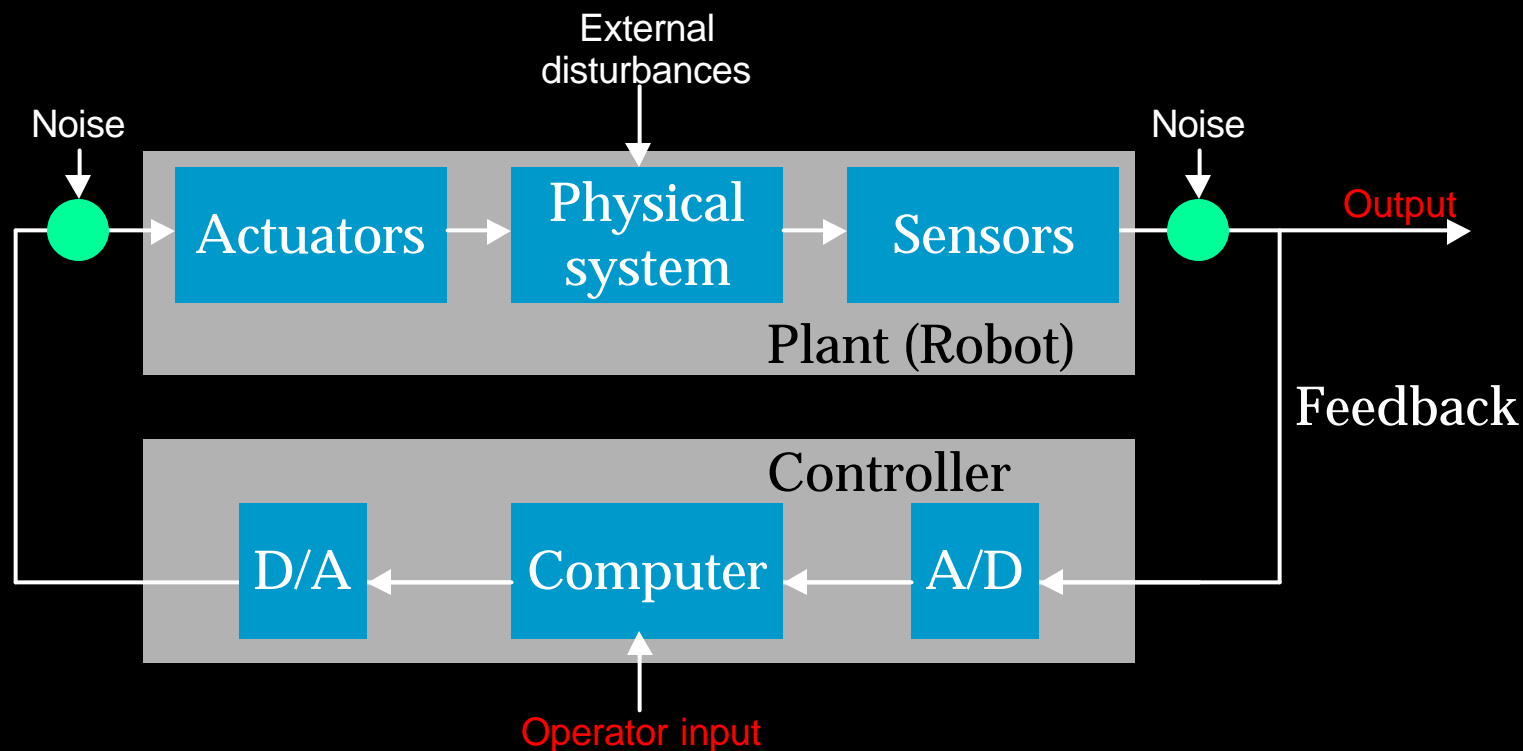 External
disturbances
Noise
Noise
Actuators
Physical
system
Sensors
Output
Plant (Robot)
Feedback
Controller
D/A
Computer
A/D
Operator input